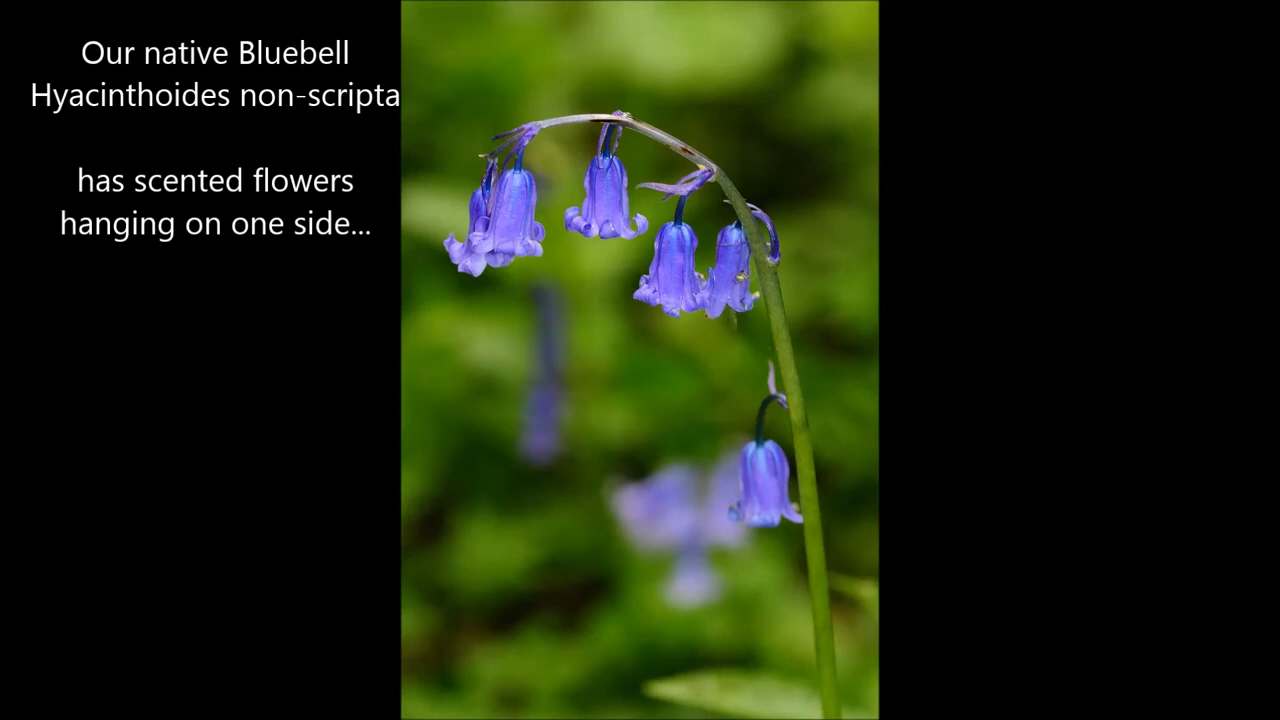 Our native Bluebell
Hyacinthoides non-scripta
has scented flowers
hanging on one side...